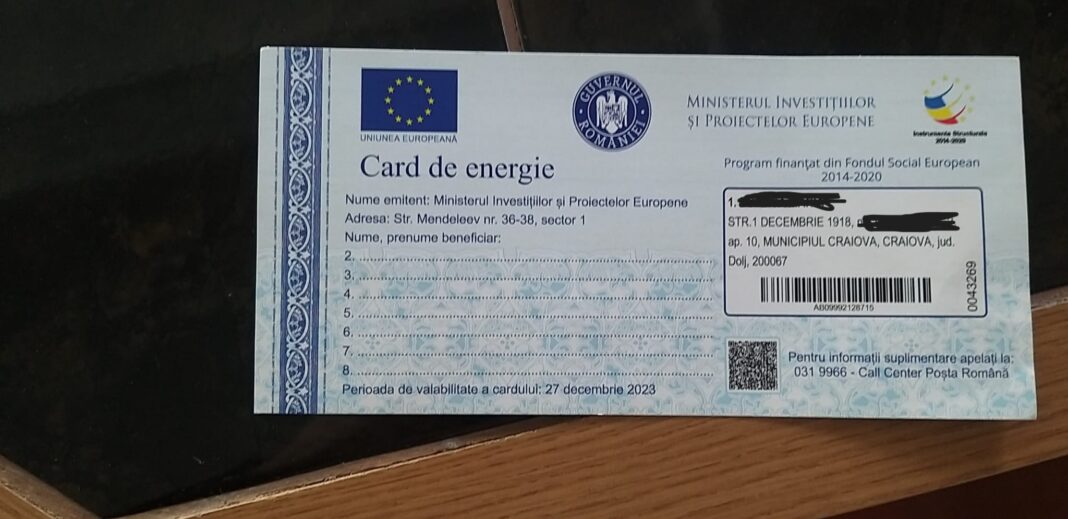 UNIUNEA EUROPEANĂ
GUVERNUL ROMÂNIEI
MINISTERUL INVESTIȚIILOR
ȘI PROIECTELOR EUROPENE
Instrumente Structurale
2014-2020
Card de energie
Program finanțat din Fondul Social European
2014-2020
Nume emitent: Ministerul Investițiilor și Proiectelor Europene
Adresa: Str. Mendeleev nr. 36-38, sector 1
Nume, prenume beneficiar:
1.
STR.1 DECEMBRIE 1918,
ap. 10, MUNICIPIUL CRAIOVA, CRAIOVA, jud.
Dolj, 200067
AB09992128715
0043269
2.
3.
4.
5.
6.
7.
8.
Perioada de valabilitate a cardului: 27 decembrie 2023
Pentru informații suplimentare apelați la:
031 9966 - Call Center Poșta Română